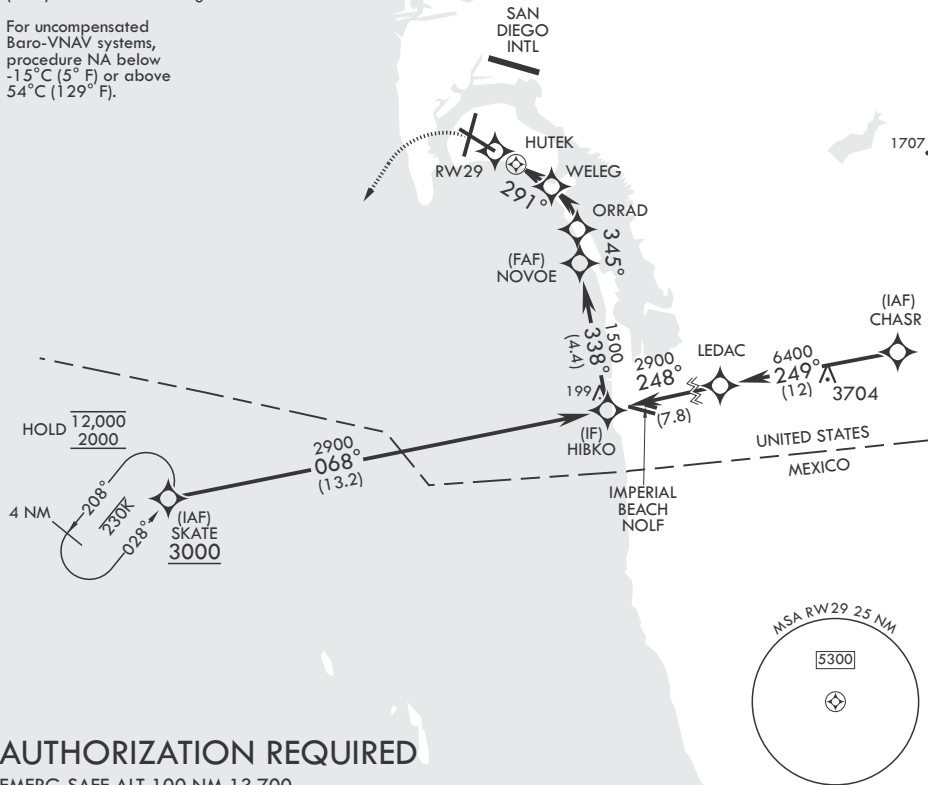 For uncompensated
Baro-VNAV systems,
procedure NA below
-15°C (5° F) or above
54°C (129° F).
SAN
DIEGO
INTL
1707
HUTEK
RW29
WELEG
291°
ORRAD
345°
(FAF)
NOVOE
(IAF)
CHASR
1500
338°
(4.4)
LEDAC
2900
248°
(7.8)
6400
249°
(12)
3704
199
(IF)
HIBKO
HOLD 12,000
2000
2900
068°
(13.2)
UNITED STATES
MEXICO
IMPERIAL
BEACH
NOLF
4 NM
208°
230K
028°
(IAF)
SKATE
3000
MSA RW29 25 NM
5300
AUTHORIZATION REQUIRED
EMERG SAFE ALT 100 NM 13,700